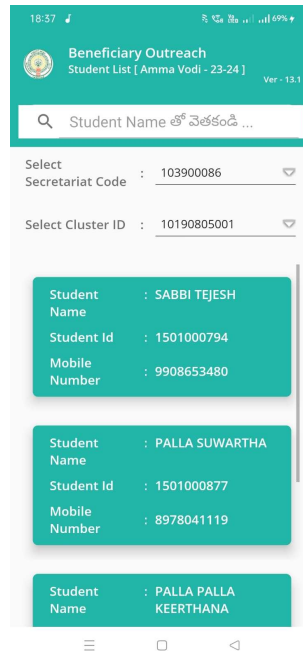 18:37
69%
Beneficiary Outreach
Student List [ Amma Vodi - 23-24 ]
Ver - 13.1
Student Name తో వెతకండి ...
Select
Secretariat Code : 103900086
Select Cluster ID : 10190805001
Student Name : SABBI TEJESH
Student Id : 1501000794
Mobile Number : 9908653480
Student Name : PALLA SUWARTHA
Student Id : 1501000877
Mobile Number : 8978041119
Student Name : PALLA PALLA KEERTHANA